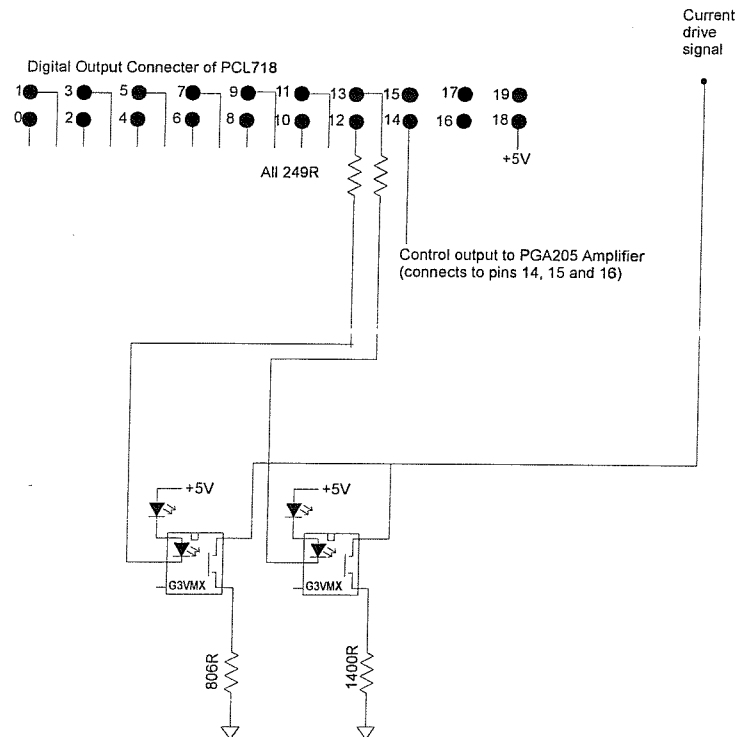 Current
drive
signal
Digital Output Connecter of PCL718
1 3 5 7 9 11 13 15 17 19
0 2 4 6 8 10 12 14 16 18
+5V
All 249R
Control output to PGA205 Amplifier
(connects to pins 14, 15 and 16)
+5V +5V
G3VMX G3VMX
806R 1400R